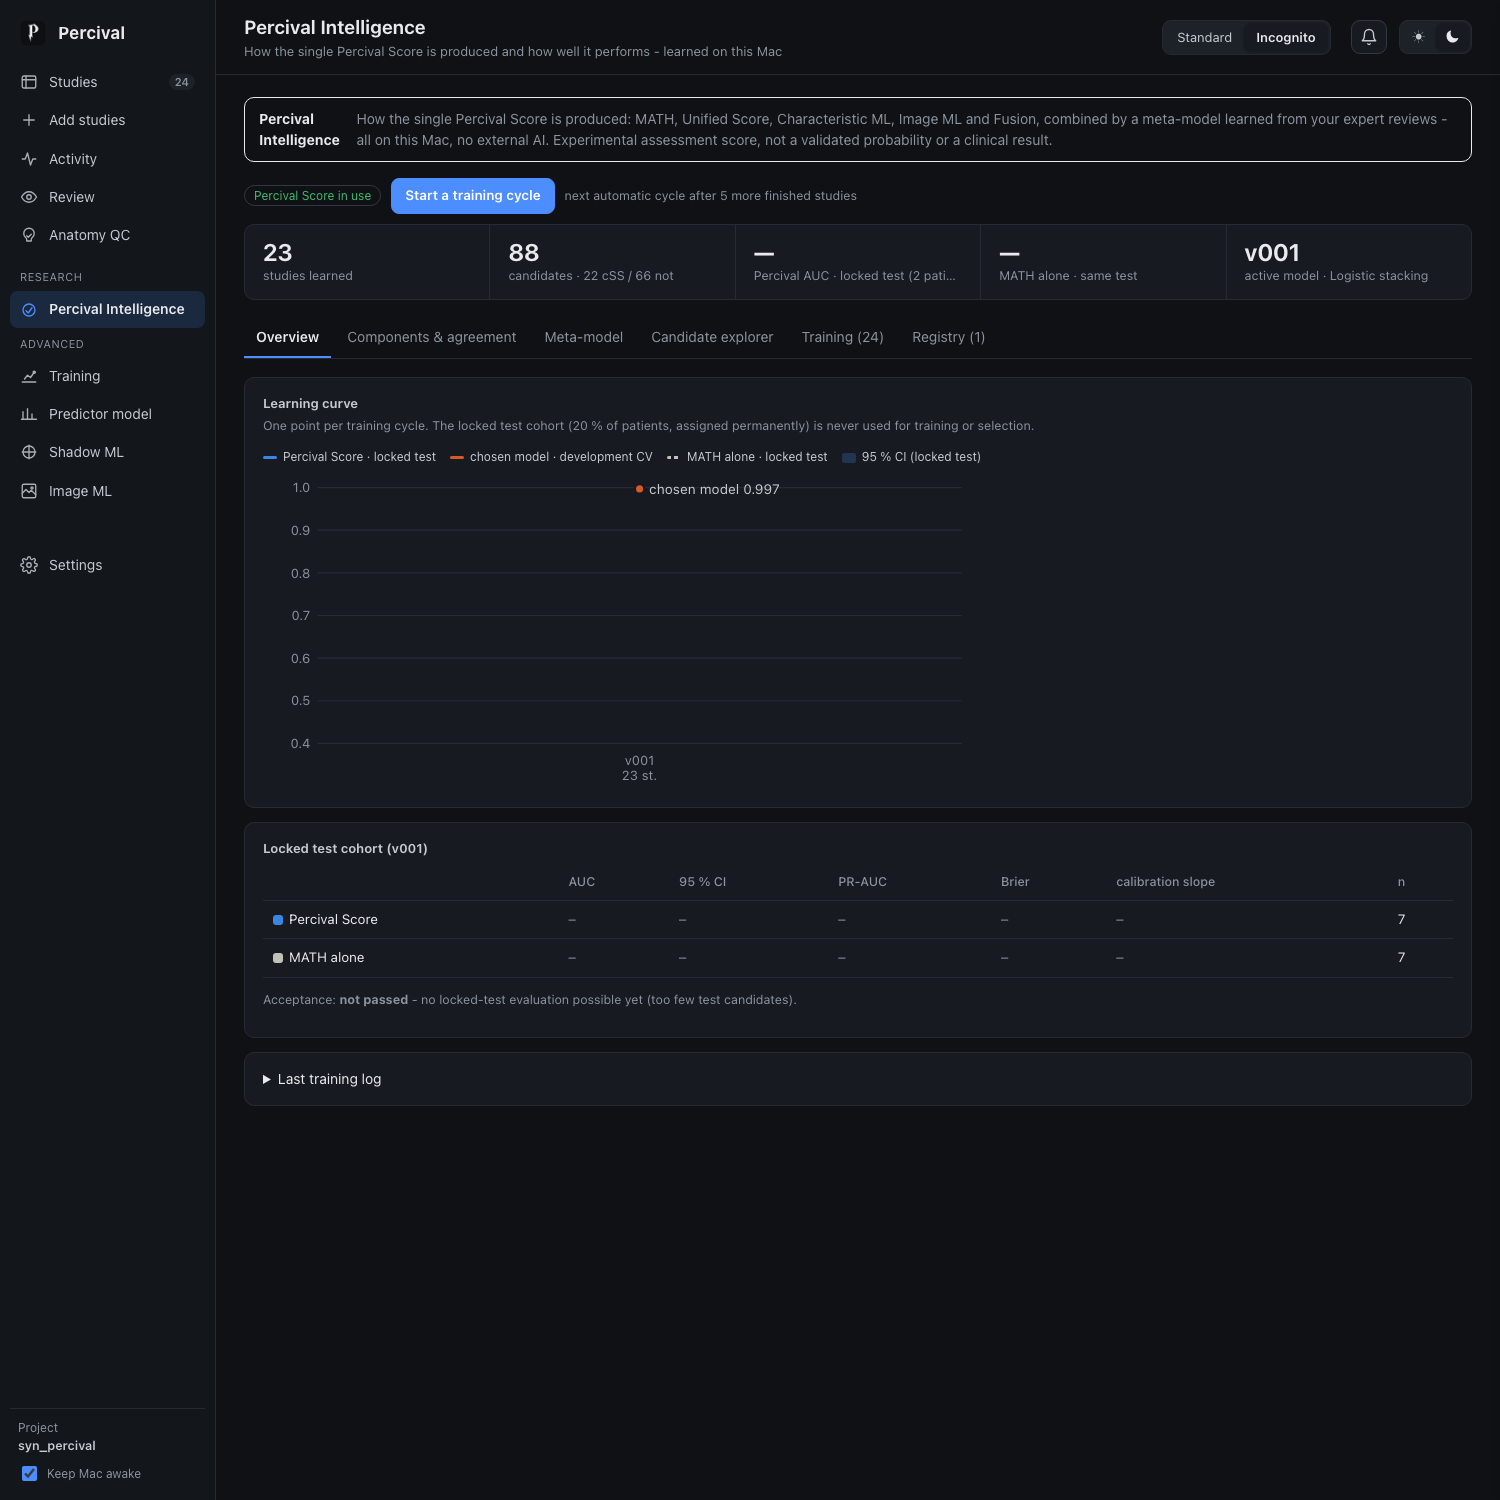 Percival
Studies 24
Add studies
Activity
Review
Anatomy QC
RESEARCH
Percival Intelligence
ADVANCED
Training
Predictor model
Shadow ML
Image ML
Settings
Project
syn_percival
Keep Mac awake
Percival Intelligence
How the single Percival Score is produced and how well it performs - learned on this Mac
Standard Incognito
Percival Intelligence
How the single Percival Score is produced: MATH, Unified Score, Characteristic ML, Image ML and Fusion, combined by a meta-model learned from your expert reviews -
all on this Mac, no external AI. Experimental assessment score, not a validated probability or a clinical result.
Percival Score in use Start a training cycle next automatic cycle after 5 more finished studies
23
studies learned
88
candidates · 22 cSS / 66 not
—
Percival AUC · locked test (2 pati...
—
MATH alone · same test
v001
active model · Logistic stacking
Overview Components & agreement Meta-model Candidate explorer Training (24) Registry (1)
Learning curve
One point per training cycle. The locked test cohort (20 % of patients, assigned permanently) is never used for training or selection.
Percival Score · locked test chosen model · development CV MATH alone · locked test 95 % CI (locked test)
1.0
chosen model 0.997
0.9
0.8
0.7
0.6
0.5
0.4
v001
23 st.
Locked test cohort (v001)
AUC 95 % CI PR-AUC Brier calibration slope n
Percival Score – – – – – 7
MATH alone – – – – – 7
Acceptance: not passed - no locked-test evaluation possible yet (too few test candidates).
Last training log